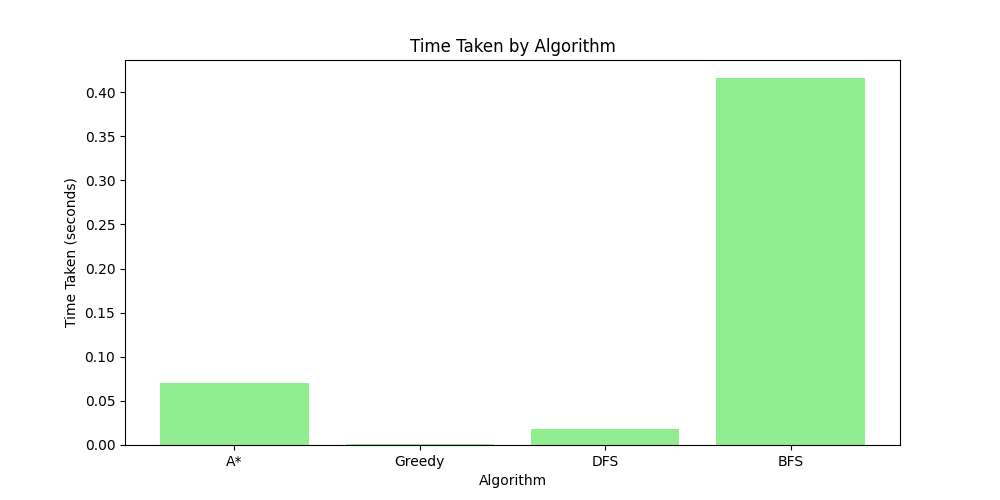 Time Taken by Algorithm
Time Taken (seconds)
0.40
0.35
0.30
0.25
0.20
0.15
0.10
0.05
0.00
A* Greedy DFS BFS
Algorithm